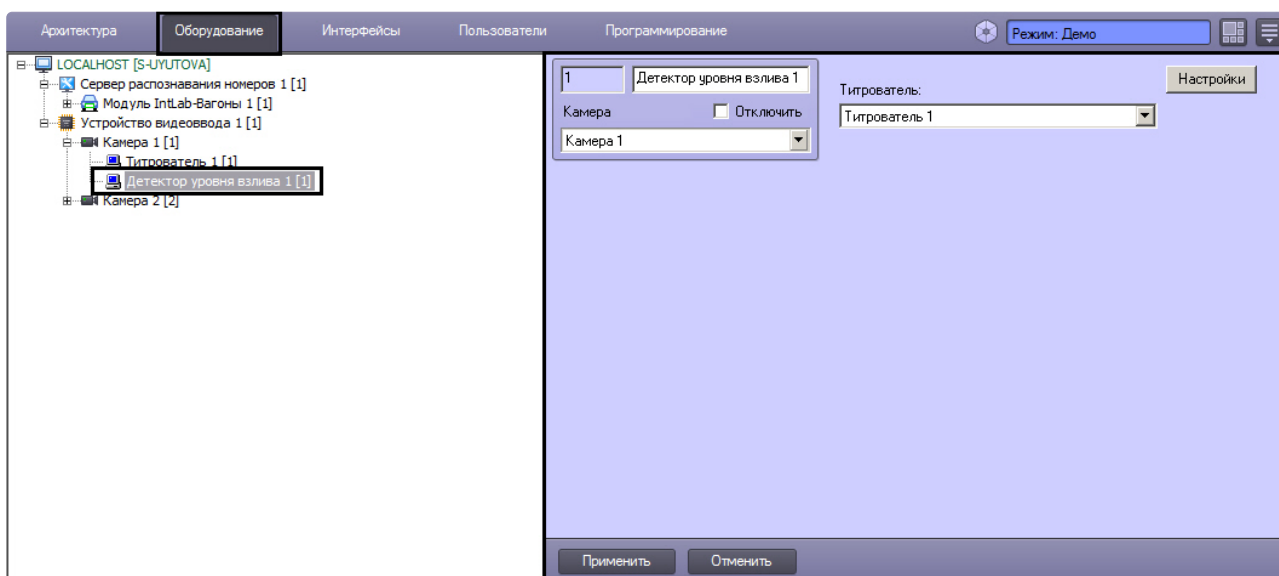 Архитектура Оборудование Интерфейсы Пользователи Программирование Режим: Демо
LOCALHOST [S-UYUTOVA]
Сервер распознавания номеров 1 [1]
Модуль IntLab-Вагоны 1 [1]
Устройство видеоввода 1 [1]
Камера 1 [1]
Титрователь 1 [1]
Детектор уровня взлива 1 [1]
Камера 2 [2]
1 Детектор уровня взлива 1
Камера Отключить
Камера 1
Титрователь:
Титрователь 1
Настройки
Применить Отменить